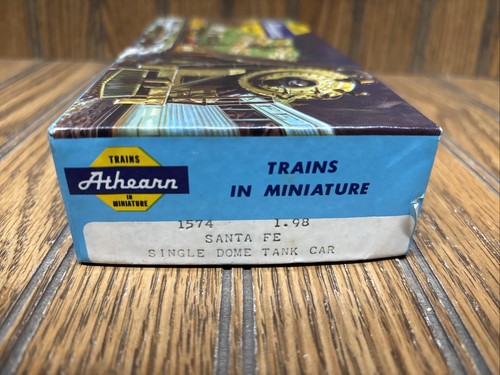 TRAINS
Athearn
IN
MINIATURE
TRAINS
IN MINIATURE
1574 1.98
SANTA FE
SINGLE DOME TANK CAR